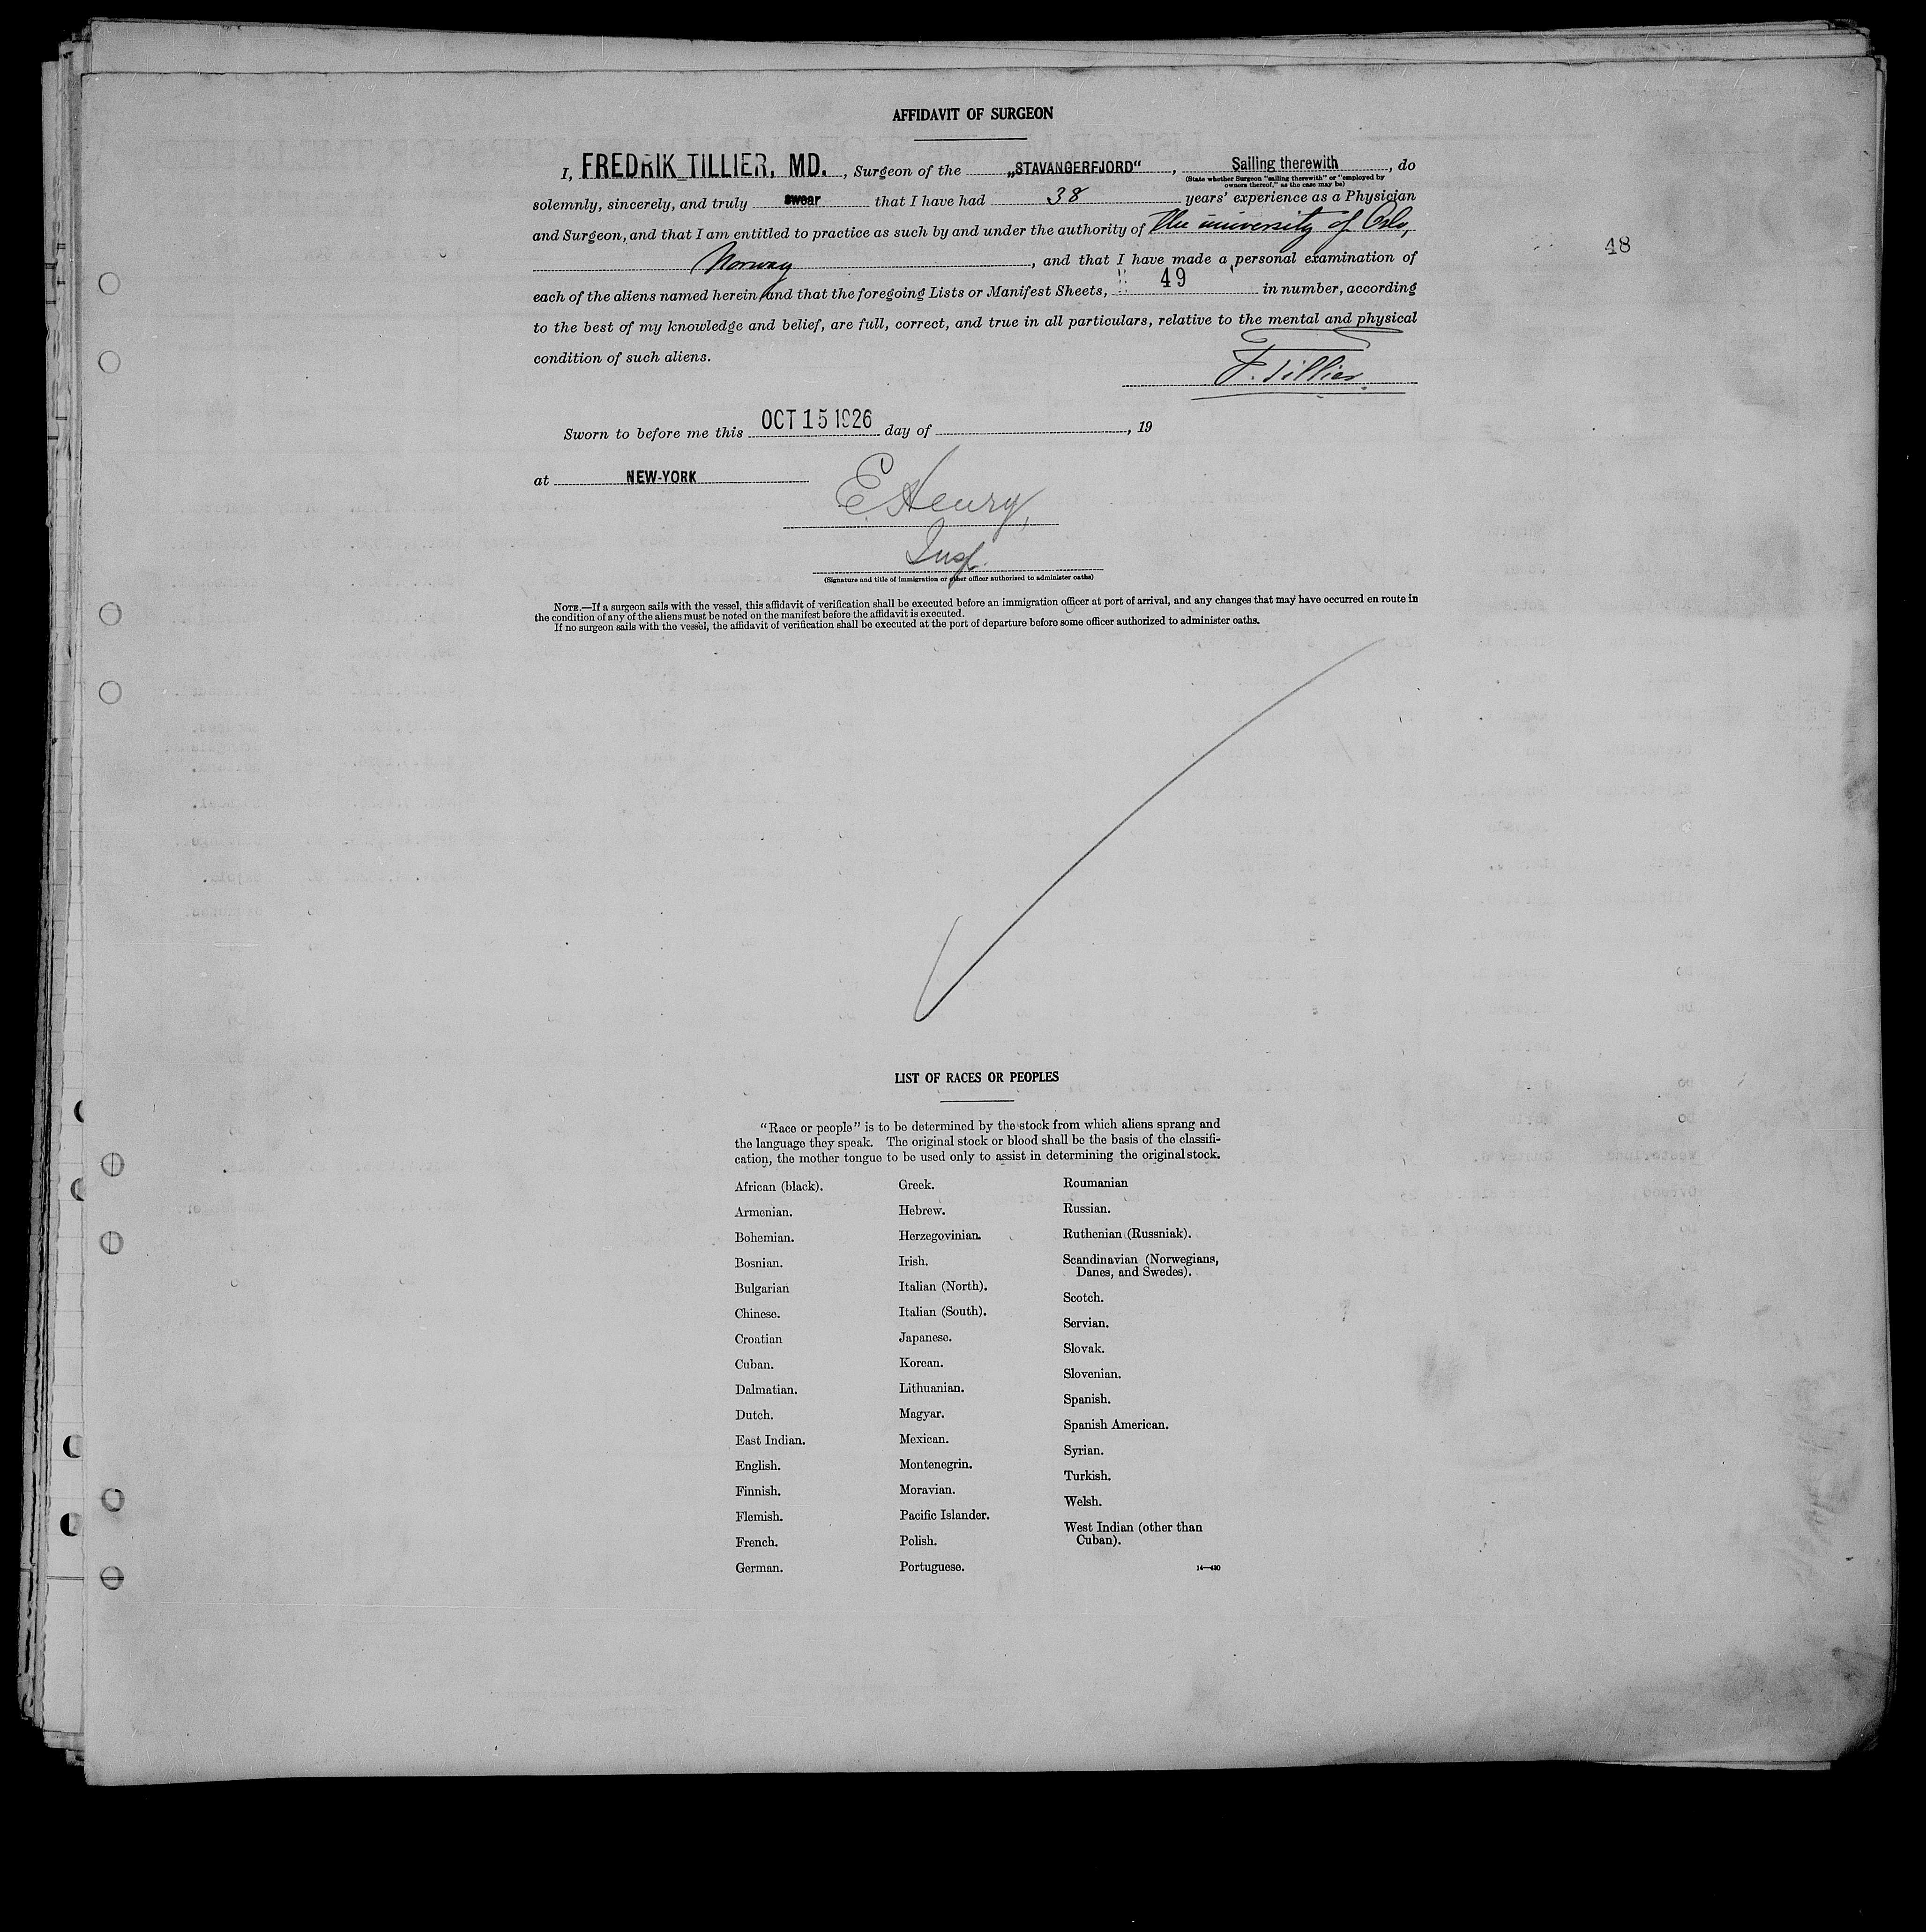 AFFIDAVIT OF SURGEON
I, FREDRIK TILLIER, MD. , Surgeon of the „STAVANGERFJORD“ , Sailing therewith , do
(State whether Surgeon "sailing therewith" or "employed by
owners thereof," as the case may be)
solemnly, sincerely, and truly swear that I have had 38 years' experience as a Physician
and Surgeon, and that I am entitled to practice as such by and under the authority of The university of Oslo,
Norway , and that I have made a personal examination of
48
each of the aliens named herein, and that the foregoing Lists or Manifest Sheets, 49 in number, according
to the best of my knowledge and belief, are full, correct, and true in all particulars, relative to the mental and physical
condition of such aliens.
F. Tillier.
Sworn to before me this OCT 15 1926 day of , 19
at NEW-YORK
E Henry,
Insp.
(Signature and title of immigration or other officer authorized to administer oaths)
NOTE.—If a surgeon sails with the vessel, this affidavit of verification shall be executed before an immigration officer at port of arrival, and any changes that may have occurred en route in
the condition of any of the aliens must be noted on the manifest before the affidavit is executed.
If no surgeon sails with the vessel, the affidavit of verification shall be executed at the port of departure before some officer authorized to administer oaths.
LIST OF RACES OR PEOPLES
"Race or people" is to be determined by the stock from which aliens sprang and
the language they speak. The original stock or blood shall be the basis of the classifi-
cation, the mother tongue to be used only to assist in determining the original stock.
African (black).
Armenian.
Bohemian.
Bosnian.
Bulgarian
Chinese.
Croatian
Cuban.
Dalmatian.
Dutch.
East Indian.
English.
Finnish.
Flemish.
French.
German.
Greek.
Hebrew.
Herzegovinian.
Irish.
Italian (North).
Italian (South).
Japanese.
Korean.
Lithuanian.
Magyar.
Mexican.
Montenegrin.
Moravian.
Pacific Islander.
Polish.
Portuguese.
Roumanian
Russian.
Ruthenian (Russniak).
Scandinavian (Norwegians,
Danes, and Swedes).
Scotch.
Servian.
Slovak.
Slovenian.
Spanish.
Spanish American.
Syrian.
Turkish.
Welsh.
West Indian (other than
Cuban).
14—430